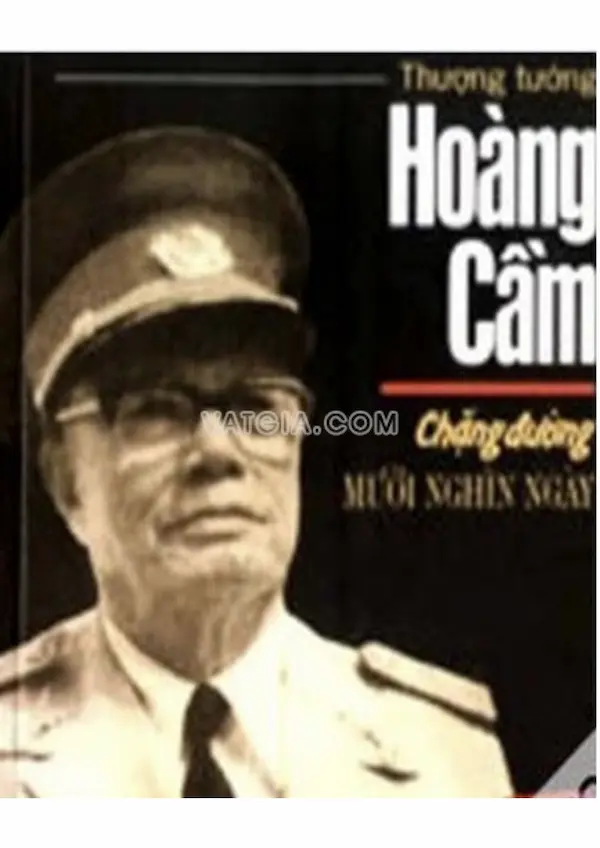 Thượng tướng
Hoàng
Cầm
VATGIA.COM
Chặng đường
MƯỜI NGHÌN NGÀY